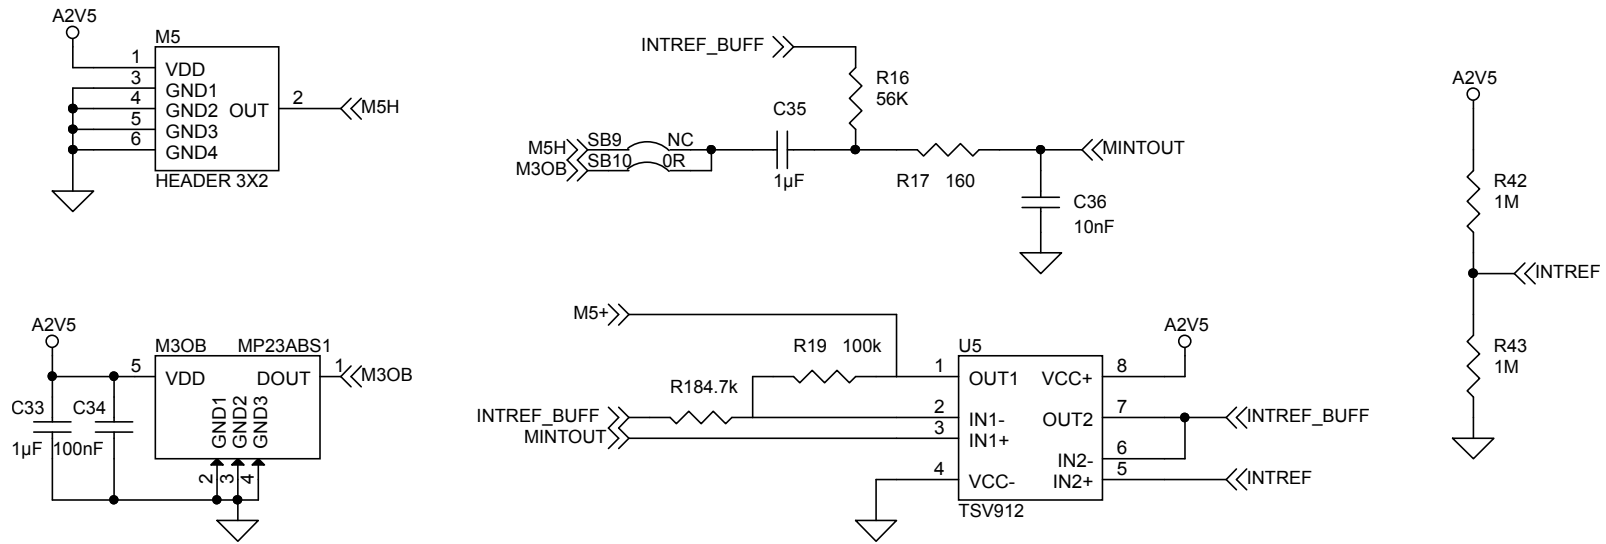 A2V5
M5
1
VDD
3
GND1
4
GND2
OUT
2
M5H
5
GND3
6
GND4
HEADER 3X2
INTREF_BUFF
R16
56K
C35
1µF
M5H
SB9
NC
M3OB
SB10
0R
R17 160
MINTOUT
C36
10nF
A2V5
R42
1M
INTREF
R43
1M
A2V5
M3OB
MP23ABS1
5
VDD
DOUT
1
M3OB
C33
1µF
C34
100nF
GND1
GND2
GND3
2
3
4
M5+
R19 100k
R184.7k
INTREF_BUFF
MINTOUT
U5
A2V5
1
OUT1
VCC+
8
2
IN1-
OUT2
7
INTREF_BUFF
3
IN1+
IN2-
6
4
VCC-
IN2+
5
INTREF
TSV912